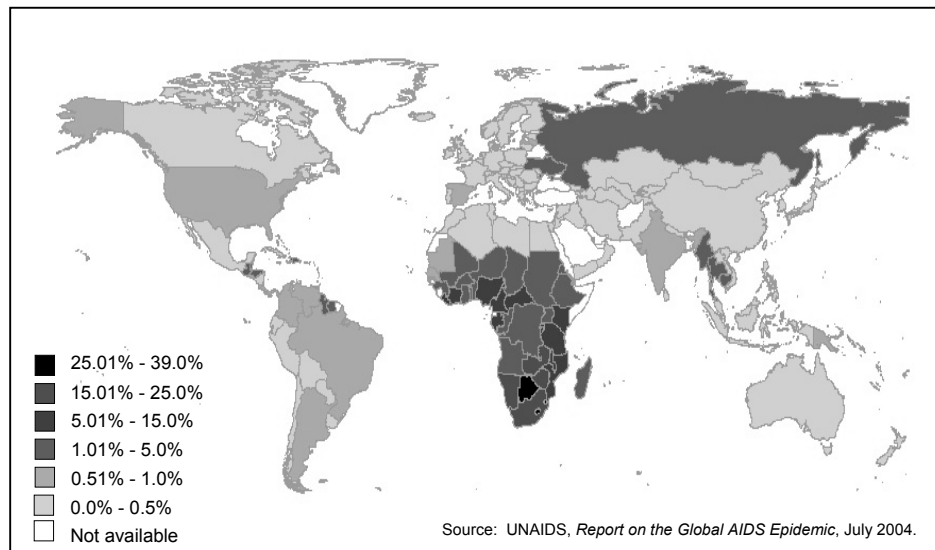 25.01% - 39.0%
15.01% - 25.0%
5.01% - 15.0%
1.01% - 5.0%
0.51% - 1.0%
0.0% - 0.5%
Not available
Source: UNAIDS, Report on the Global AIDS Epidemic, July 2004.